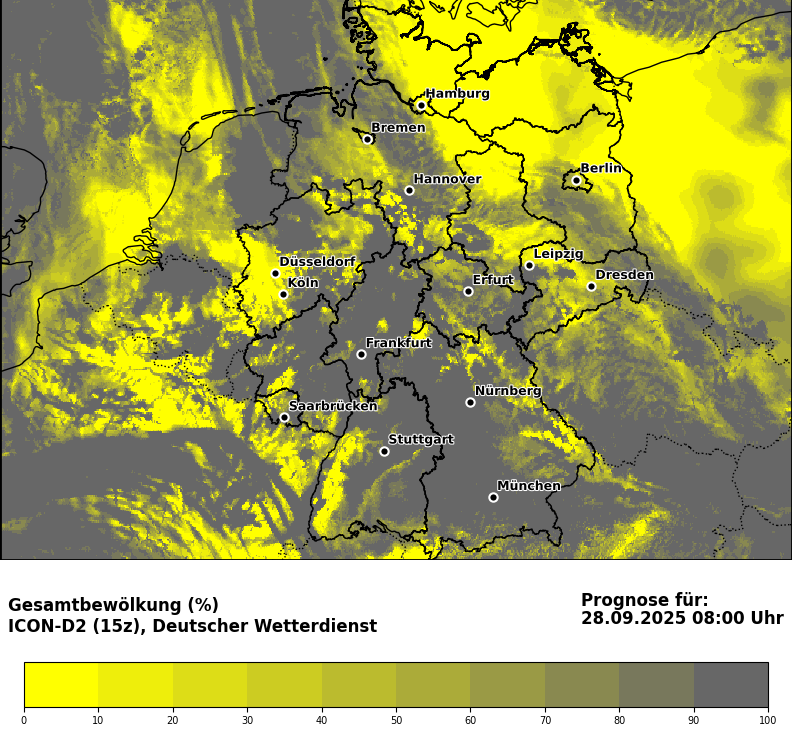 Hamburg
Bremen
Berlin
Hannover
Leipzig
Düsseldorf
Dresden
Köln
Erfurt
Frankfurt
Nürnberg
Saarbrücken
Stuttgart
München
Gesamtbewölkung (%)
ICON-D2 (15z), Deutscher Wetterdienst
Prognose für:
28.09.2025 08:00 Uhr
0 10 20 30 40 50 60 70 80 90 100